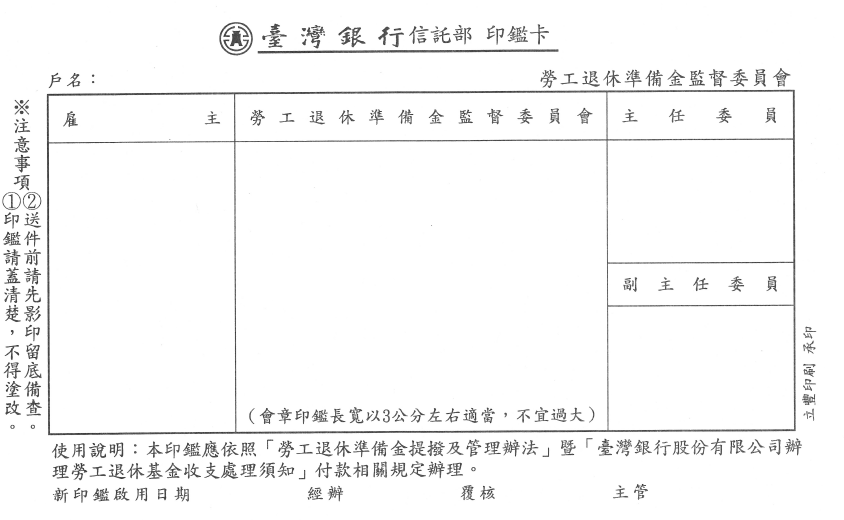 臺灣銀行信託部 印鑑卡
戶名：
勞工退休準備金監督委員會
雇主
勞工退休準備金監督委員會
主任委員
副主任委員
（會章印鑑長寬以3公分左右適當，不宜過大）
※注意事項
①印鑑請蓋清楚，不得塗改。
②送件前請先影印留底備查。
立豐印刷 承印
使用說明：本印鑑應依照「勞工退休準備金提撥及管理辦法」暨「臺灣銀行股份有限公司辦
理勞工退休基金收支處理須知」付款相關規定辦理。
新印鑑啟用日期
經辦
覆核
主管